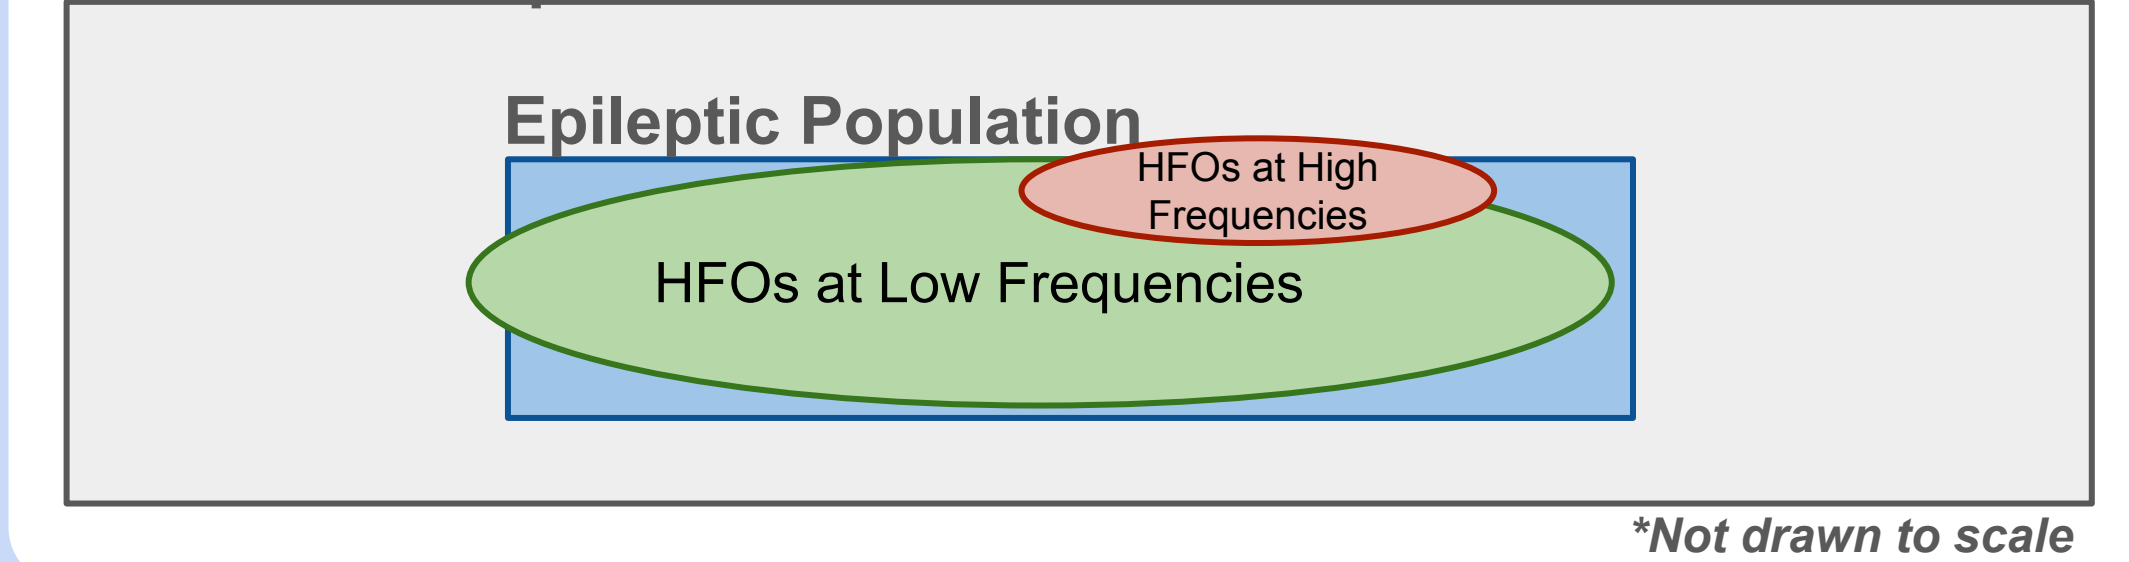 Epileptic Population
HFOs at High
Frequencies
HFOs at Low Frequencies
*Not drawn to scale